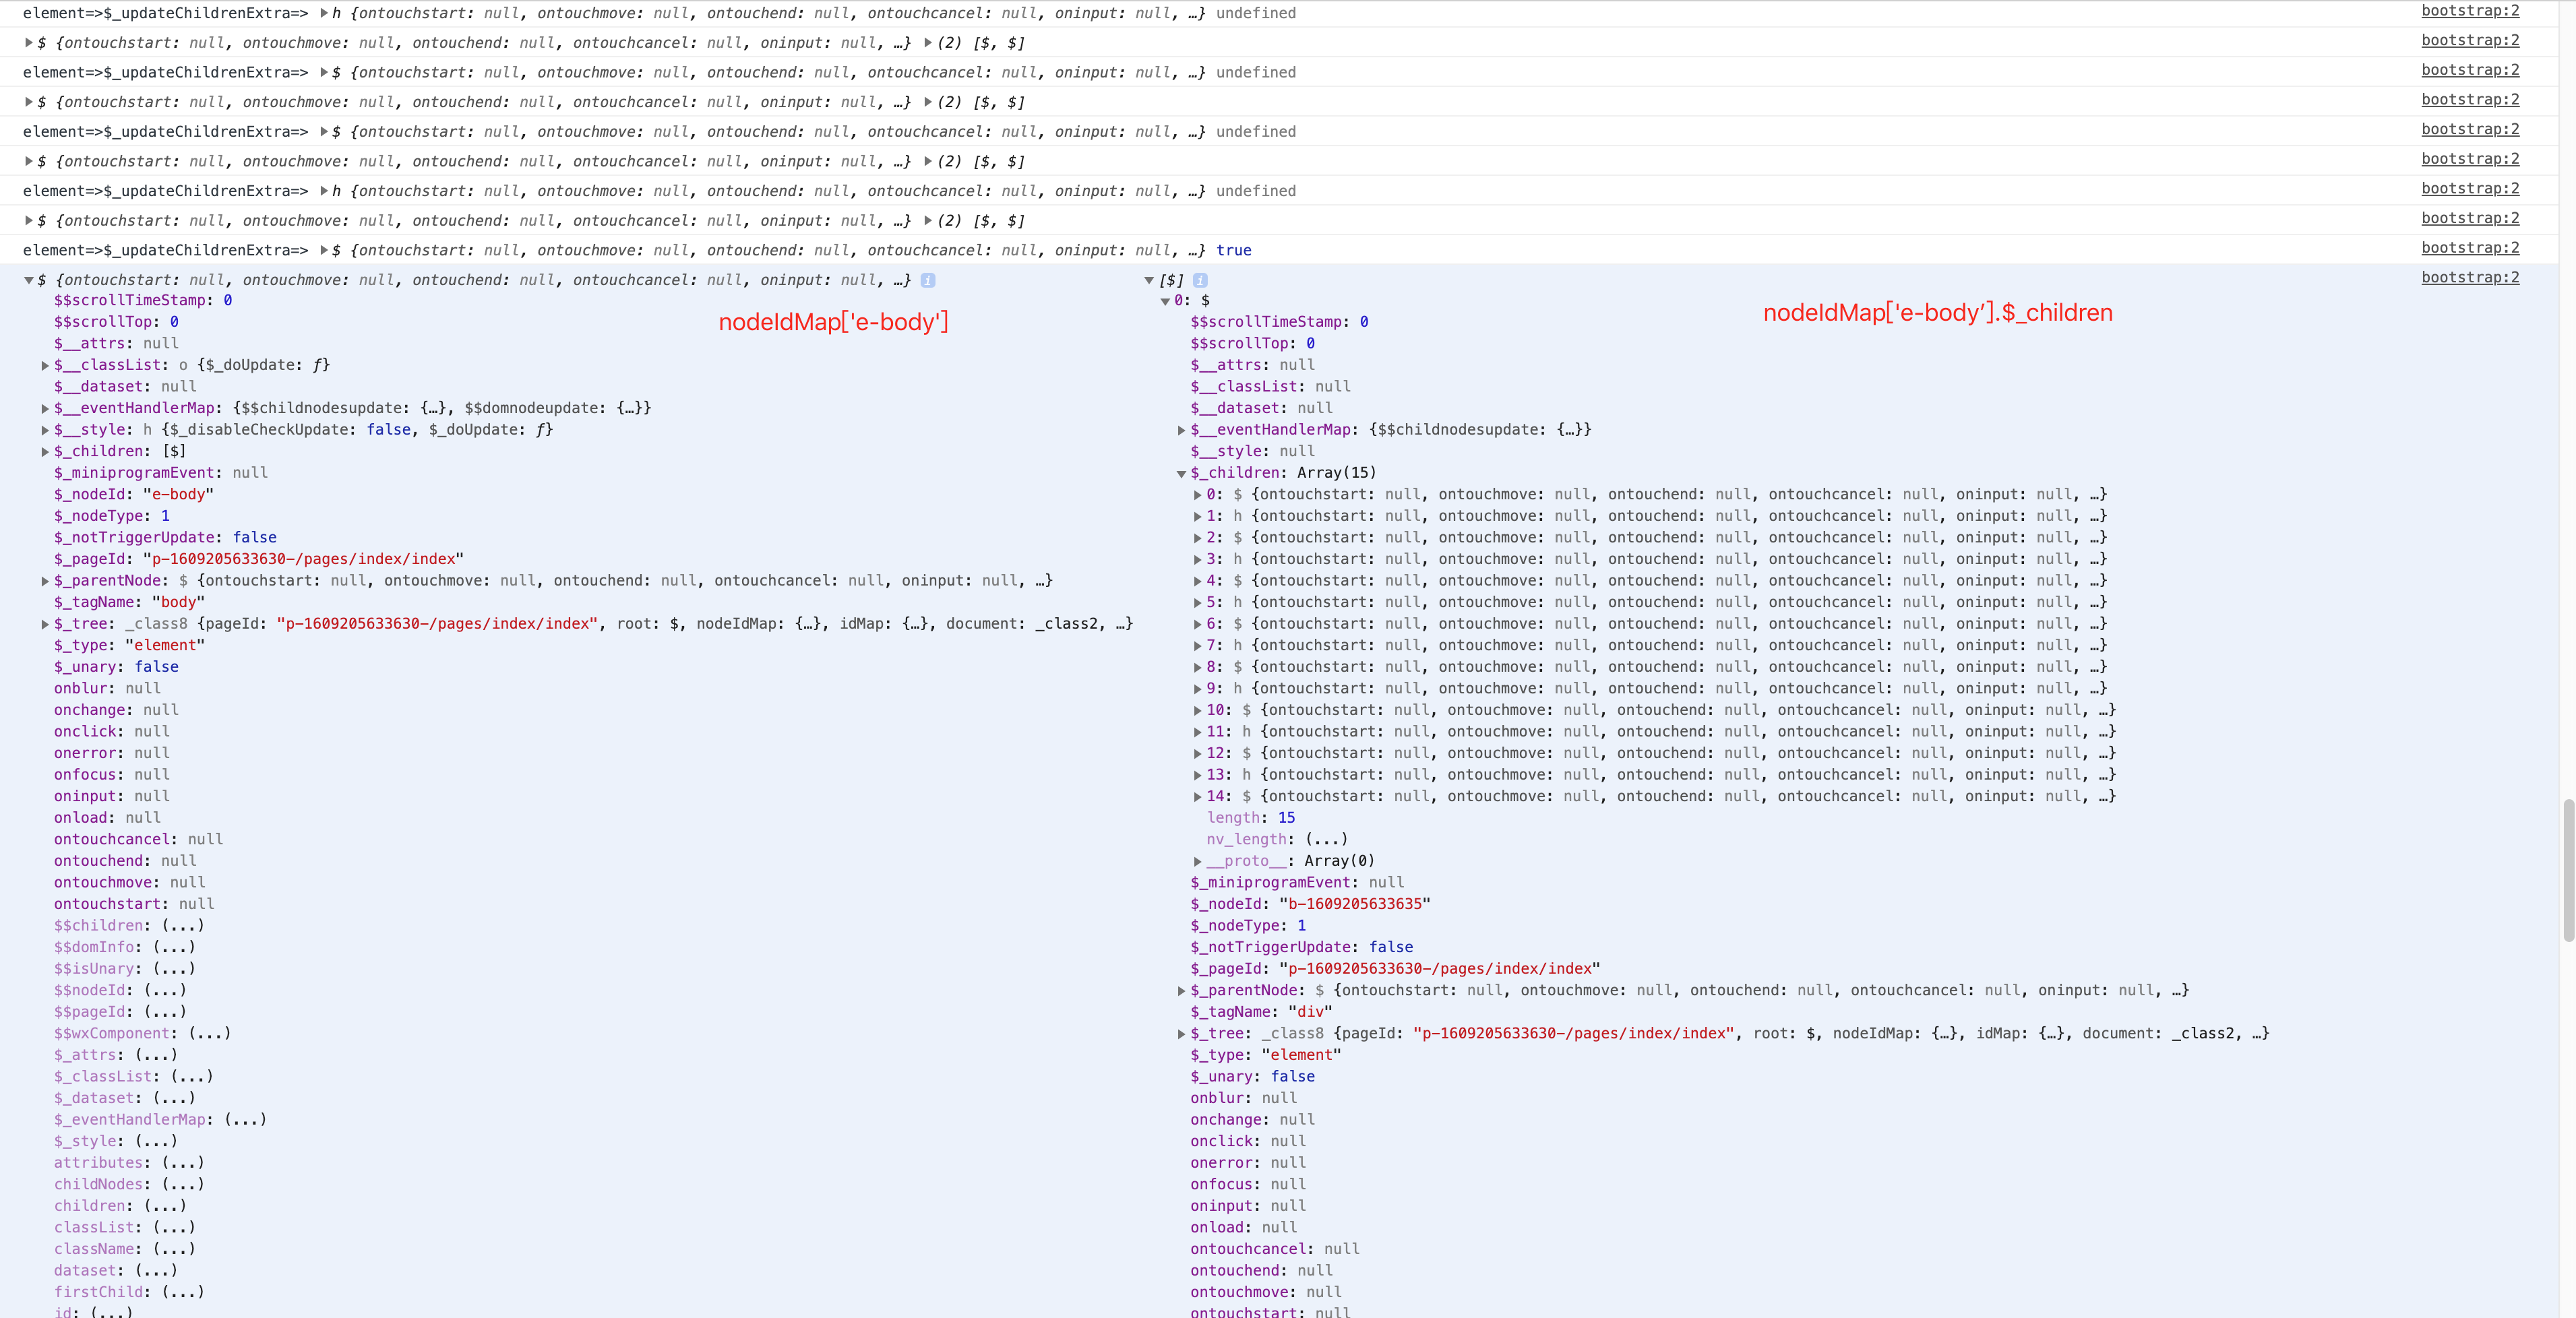 element=>$_updateChildrenExtra=> ▶h {ontouchstart: null, ontouchmove: null, ontouchend: null, ontouchcancel: null, oninput: null, …} undefined bootstrap:2
▶$ {ontouchstart: null, ontouchmove: null, ontouchend: null, ontouchcancel: null, oninput: null, …} ▶(2) [$, $] bootstrap:2
element=>$_updateChildrenExtra=> ▶$ {ontouchstart: null, ontouchmove: null, ontouchend: null, ontouchcancel: null, oninput: null, …} undefined bootstrap:2
▶$ {ontouchstart: null, ontouchmove: null, ontouchend: null, ontouchcancel: null, oninput: null, …} ▶(2) [$, $] bootstrap:2
element=>$_updateChildrenExtra=> ▶$ {ontouchstart: null, ontouchmove: null, ontouchend: null, ontouchcancel: null, oninput: null, …} undefined bootstrap:2
▶$ {ontouchstart: null, ontouchmove: null, ontouchend: null, ontouchcancel: null, oninput: null, …} ▶(2) [$, $] bootstrap:2
element=>$_updateChildrenExtra=> ▶h {ontouchstart: null, ontouchmove: null, ontouchend: null, ontouchcancel: null, oninput: null, …} undefined bootstrap:2
▶$ {ontouchstart: null, ontouchmove: null, ontouchend: null, ontouchcancel: null, oninput: null, …} ▶(2) [$, $] bootstrap:2
element=>$_updateChildrenExtra=> ▶$ {ontouchstart: null, ontouchmove: null, ontouchend: null, ontouchcancel: null, oninput: null, …} true bootstrap:2
▼$ {ontouchstart: null, ontouchmove: null, ontouchend: null, ontouchcancel: null, oninput: null, …} i
$$scrollTimeStamp: 0
$$scrollTop: 0
nodeIdMap['e-body']
$__attrs: null
▶$__classList: o {$_doUpdate: ƒ}
$__dataset: null
▶$__eventHandlerMap: {$$childnodesupdate: {…}, $$domnodeupdate: {…}}
▶$__style: h {$_disableCheckUpdate: false, $_doUpdate: ƒ}
▶$_children: [$]
$_miniprogramEvent: null
$_nodeId: "e-body"
$_nodeType: 1
$_notTriggerUpdate: false
$_pageId: "p-1609205633630-/pages/index/index"
▶$_parentNode: $ {ontouchstart: null, ontouchmove: null, ontouchend: null, ontouchcancel: null, oninput: null, …}
$_tagName: "body"
▶$_tree: _class8 {pageId: "p-1609205633630-/pages/index/index", root: $, nodeIdMap: {…}, idMap: {…}, document: _class2, …}
$_type: "element"
$_unary: false
onblur: null
onchange: null
onclick: null
onerror: null
onfocus: null
oninput: null
onload: null
ontouchcancel: null
ontouchend: null
ontouchmove: null
ontouchstart: null
$$children: (...)
$$domInfo: (...)
$$isUnary: (...)
$$nodeId: (...)
$$pageId: (...)
$$wxComponent: (...)
$_attrs: (...)
$_classList: (...)
$_dataset: (...)
$_eventHandlerMap: (...)
$_style: (...)
attributes: (...)
childNodes: (...)
children: (...)
classList: (...)
className: (...)
dataset: (...)
firstChild: (...)
id: (...)
▼[$] i bootstrap:2
▼0: $
nodeIdMap['e-body’].$_children
$$scrollTimeStamp: 0
$$scrollTop: 0
$__attrs: null
$__classList: null
$__dataset: null
▶$__eventHandlerMap: {$$childnodesupdate: {…}}
$__style: null
▼$_children: Array(15)
▶0: $ {ontouchstart: null, ontouchmove: null, ontouchend: null, ontouchcancel: null, oninput: null, …}
▶1: h {ontouchstart: null, ontouchmove: null, ontouchend: null, ontouchcancel: null, oninput: null, …}
▶2: $ {ontouchstart: null, ontouchmove: null, ontouchend: null, ontouchcancel: null, oninput: null, …}
▶3: h {ontouchstart: null, ontouchmove: null, ontouchend: null, ontouchcancel: null, oninput: null, …}
▶4: $ {ontouchstart: null, ontouchmove: null, ontouchend: null, ontouchcancel: null, oninput: null, …}
▶5: h {ontouchstart: null, ontouchmove: null, ontouchend: null, ontouchcancel: null, oninput: null, …}
▶6: $ {ontouchstart: null, ontouchmove: null, ontouchend: null, ontouchcancel: null, oninput: null, …}
▶7: h {ontouchstart: null, ontouchmove: null, ontouchend: null, ontouchcancel: null, oninput: null, …}
▶8: $ {ontouchstart: null, ontouchmove: null, ontouchend: null, ontouchcancel: null, oninput: null, …}
▶9: h {ontouchstart: null, ontouchmove: null, ontouchend: null, ontouchcancel: null, oninput: null, …}
▶10: $ {ontouchstart: null, ontouchmove: null, ontouchend: null, ontouchcancel: null, oninput: null, …}
▶11: h {ontouchstart: null, ontouchmove: null, ontouchend: null, ontouchcancel: null, oninput: null, …}
▶12: $ {ontouchstart: null, ontouchmove: null, ontouchend: null, ontouchcancel: null, oninput: null, …}
▶13: h {ontouchstart: null, ontouchmove: null, ontouchend: null, ontouchcancel: null, oninput: null, …}
▶14: $ {ontouchstart: null, ontouchmove: null, ontouchend: null, ontouchcancel: null, oninput: null, …}
length: 15
nv_length: (...)
▶__proto__: Array(0)
$_miniprogramEvent: null
$_nodeId: "b-1609205633635"
$_nodeType: 1
$_notTriggerUpdate: false
$_pageId: "p-1609205633630-/pages/index/index"
▶$_parentNode: $ {ontouchstart: null, ontouchmove: null, ontouchend: null, ontouchcancel: null, oninput: null, …}
$_tagName: "div"
▶$_tree: _class8 {pageId: "p-1609205633630-/pages/index/index", root: $, nodeIdMap: {…}, idMap: {…}, document: _class2, …}
$_type: "element"
$_unary: false
onblur: null
onchange: null
onclick: null
onerror: null
onfocus: null
oninput: null
onload: null
ontouchcancel: null
ontouchend: null
ontouchmove: null
ontouchstart: null